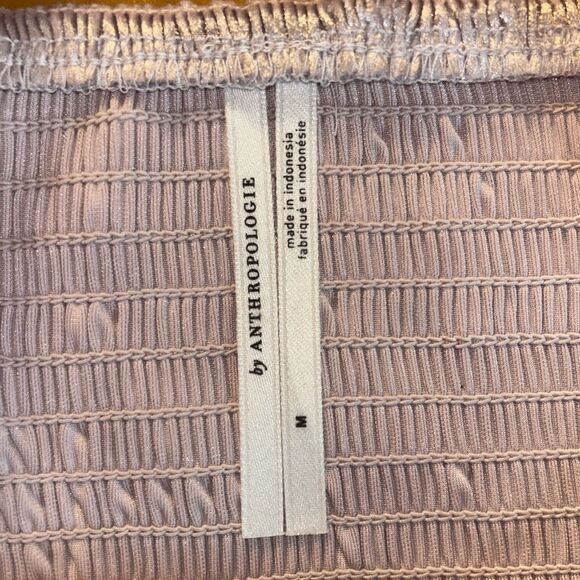 by ANTHROPOLOGIE
made in indonesia
fabriqué en indonésie
M